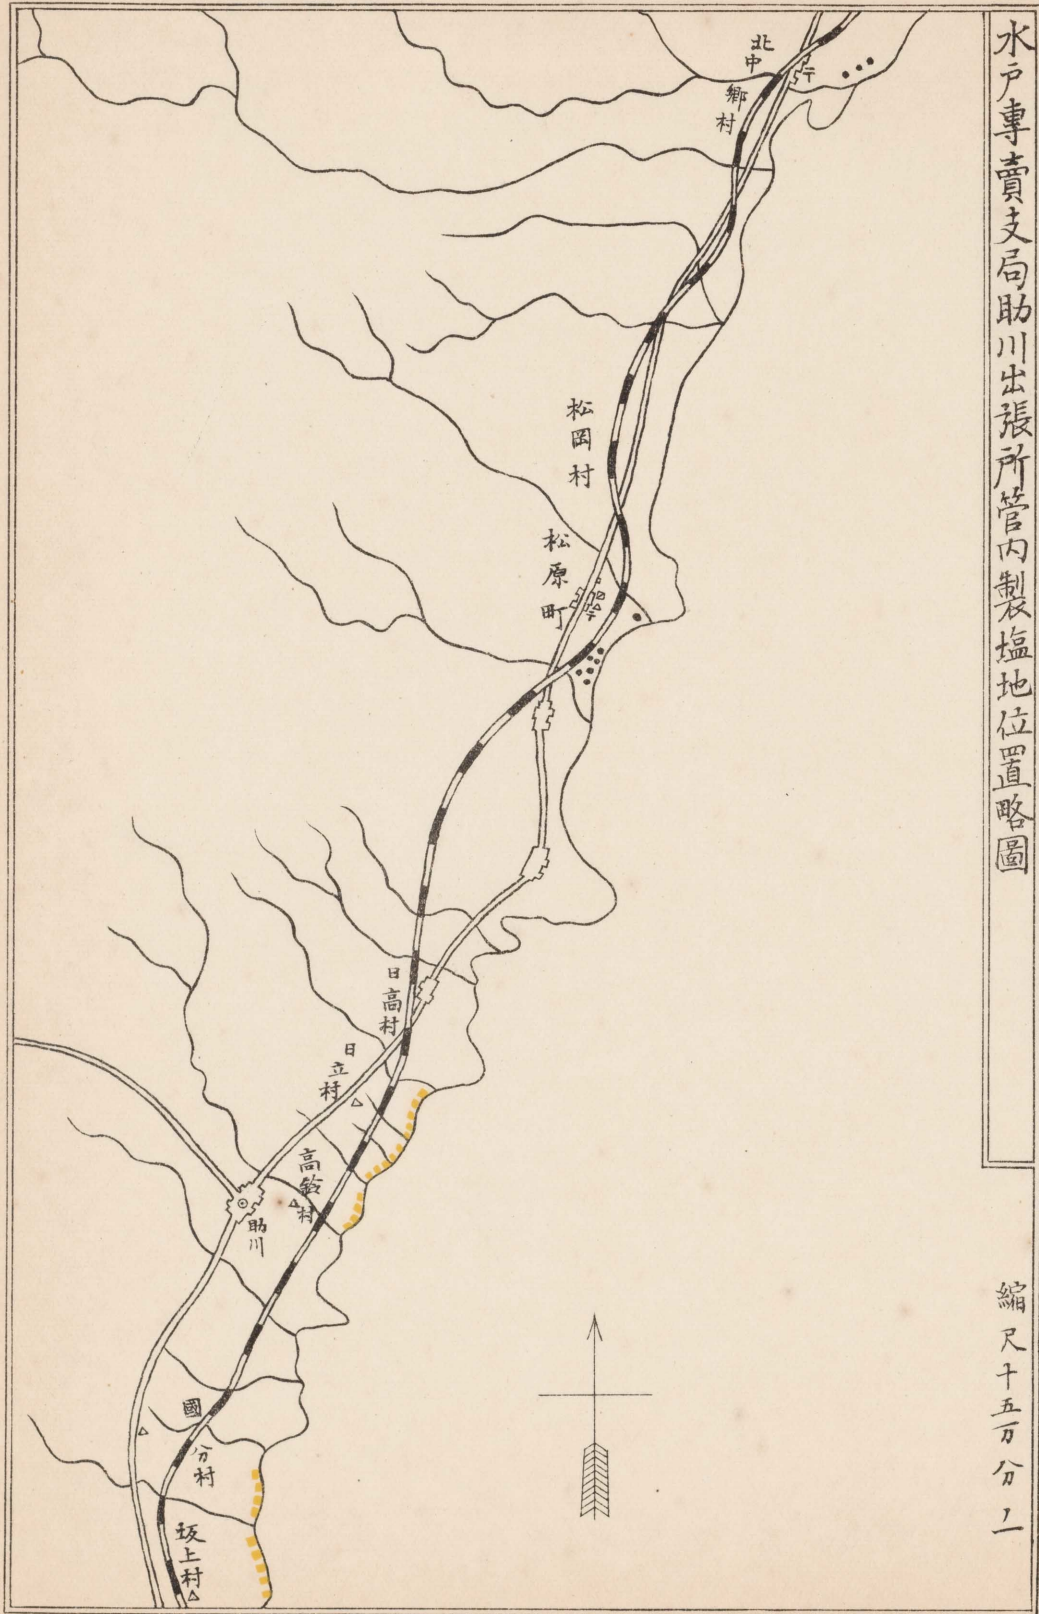 水戸專賣支局助川出張所管内製塩地位置略圖
縮尺十五万分一
北中郷村
松岡村
松原町
日高村
日立村
高鈴村
助川
國分村
坂上村